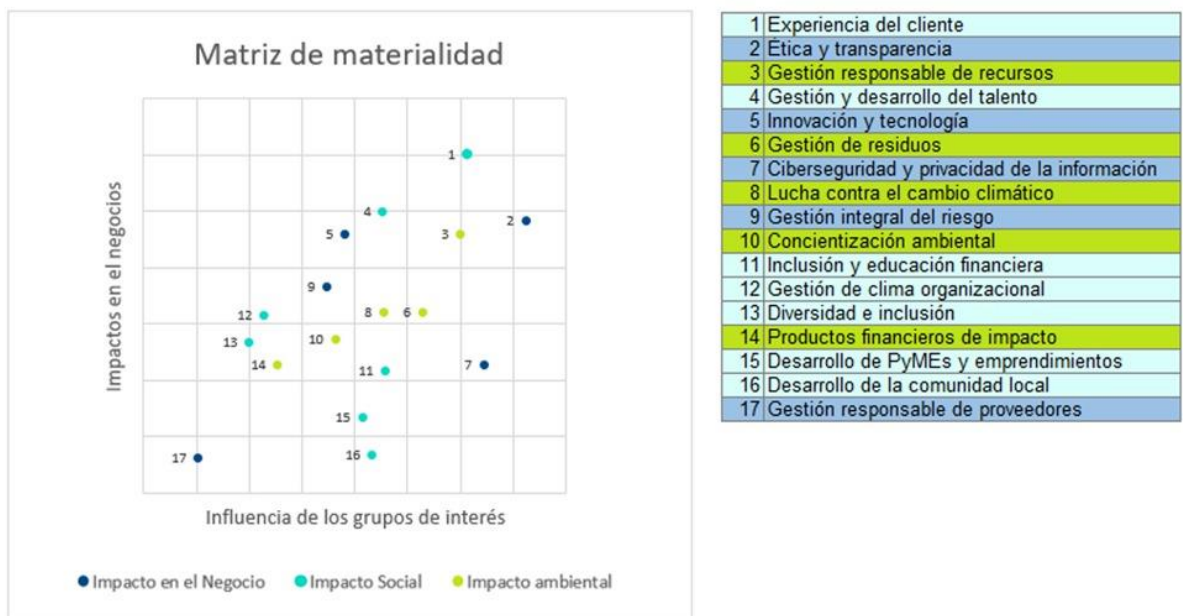 Matriz de materialidad
Impactos en el negocios
1
4
2
5
3
9
12
8
6
10
13
14
11
7
15
16
17
Influencia de los grupos de interés
Impacto en el Negocio
Impacto Social
Impacto ambiental
1 Experiencia del cliente
2 Ética y transparencia
3 Gestión responsable de recursos
4 Gestión y desarrollo del talento
5 Innovación y tecnología
6 Gestión de residuos
7 Ciberseguridad y privacidad de la información
8 Lucha contra el cambio climático
9 Gestión integral del riesgo
10 Concientización ambiental
11 Inclusión y educación financiera
12 Gestión de clima organizacional
13 Diversidad e inclusión
14 Productos financieros de impacto
15 Desarrollo de PyMEs y emprendimientos
16 Desarrollo de la comunidad local
17 Gestión responsable de proveedores